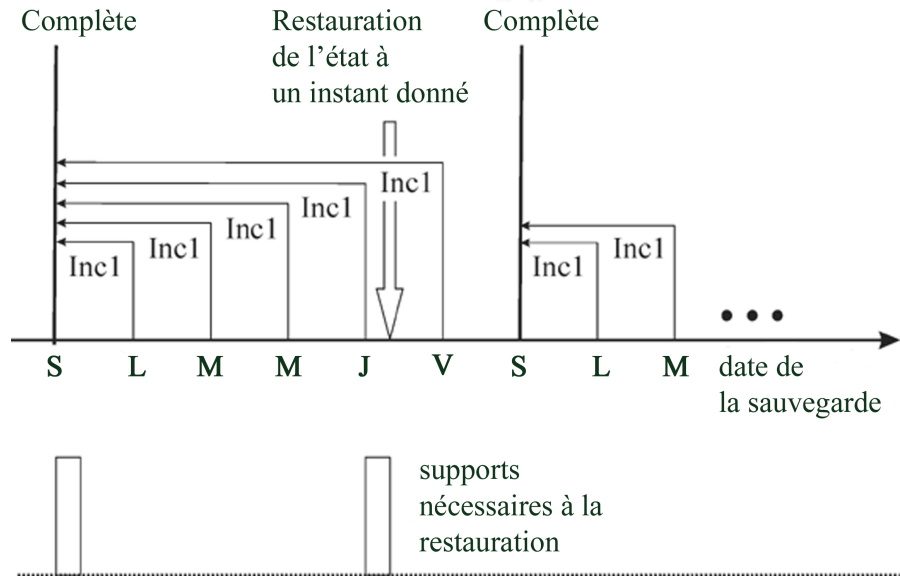 Complète
Restauration
de l’état à
un instant donné
Complète
Inc1
Inc1
Inc1
Inc1
Inc1
Inc1
Inc1
S L M M J V S L M
date de
la sauvegarde
supports
nécessaires à la
restauration